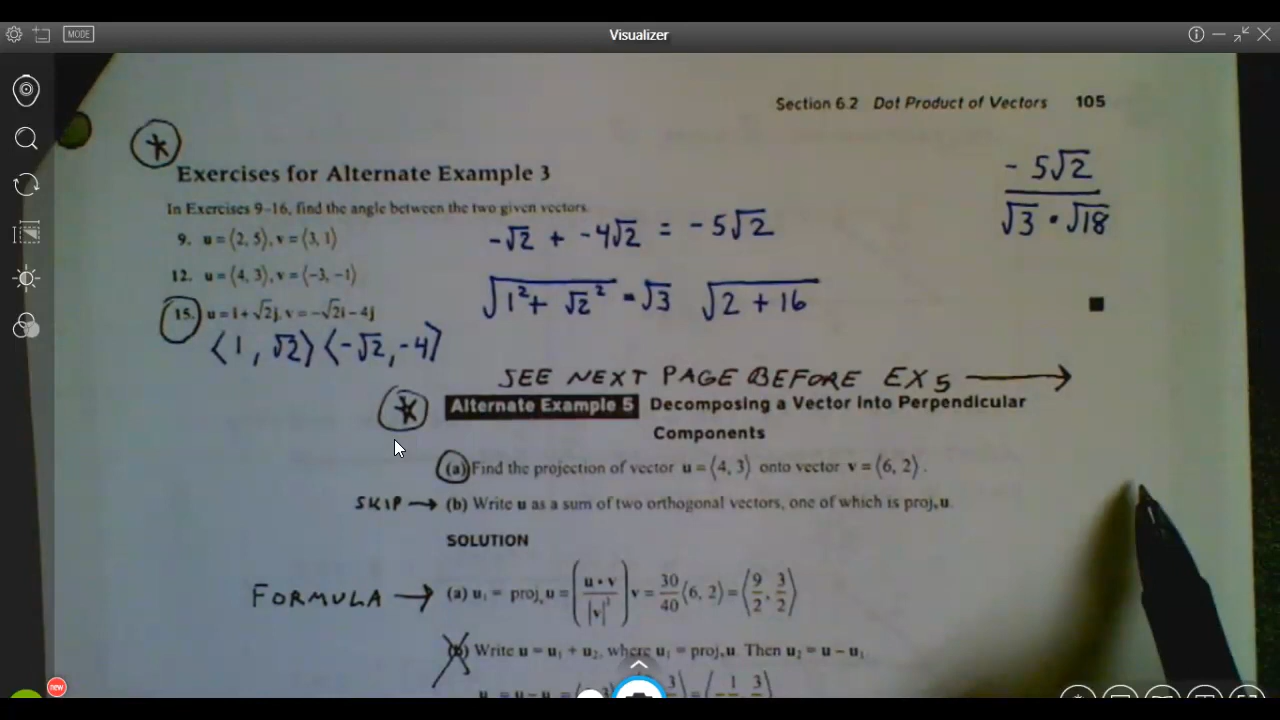 MODE
Visualizer
Section 6.2 Dot Product of Vectors 105
Exercises for Alternate Example 3
In Exercises 9–16, find the angle between the two given vectors.
9. u = ⟨2, 5⟩, v = ⟨3, 1⟩
12. u = ⟨4, 3⟩, v = ⟨−3, −1⟩
15. u = i + √2j, v = −√2i − 4j
⟨1, √2⟩ ⟨-√2, -4⟩
-√2 + -4√2 = -5√2
√(1² + √2²) = √3 √(2 + 16)
-5√2
√3 · √18
SEE NEXT PAGE BEFORE EX 5
Alternate Example 5 Decomposing a Vector into Perpendicular
Components
(a) Find the projection of vector u = ⟨4, 3⟩ onto vector v = ⟨6, 2⟩.
SKIP → (b) Write u as a sum of two orthogonal vectors, one of which is projᵥu.
SOLUTION
FORMULA → (a) u₁ = projᵥu = (u • v / |v|²) v = 30/40 ⟨6, 2⟩ = ⟨9/2, 3/2⟩
(b) Write u = u₁ + u₂, where u₁ = projᵥu. Then u₂ = u − u₁.
new